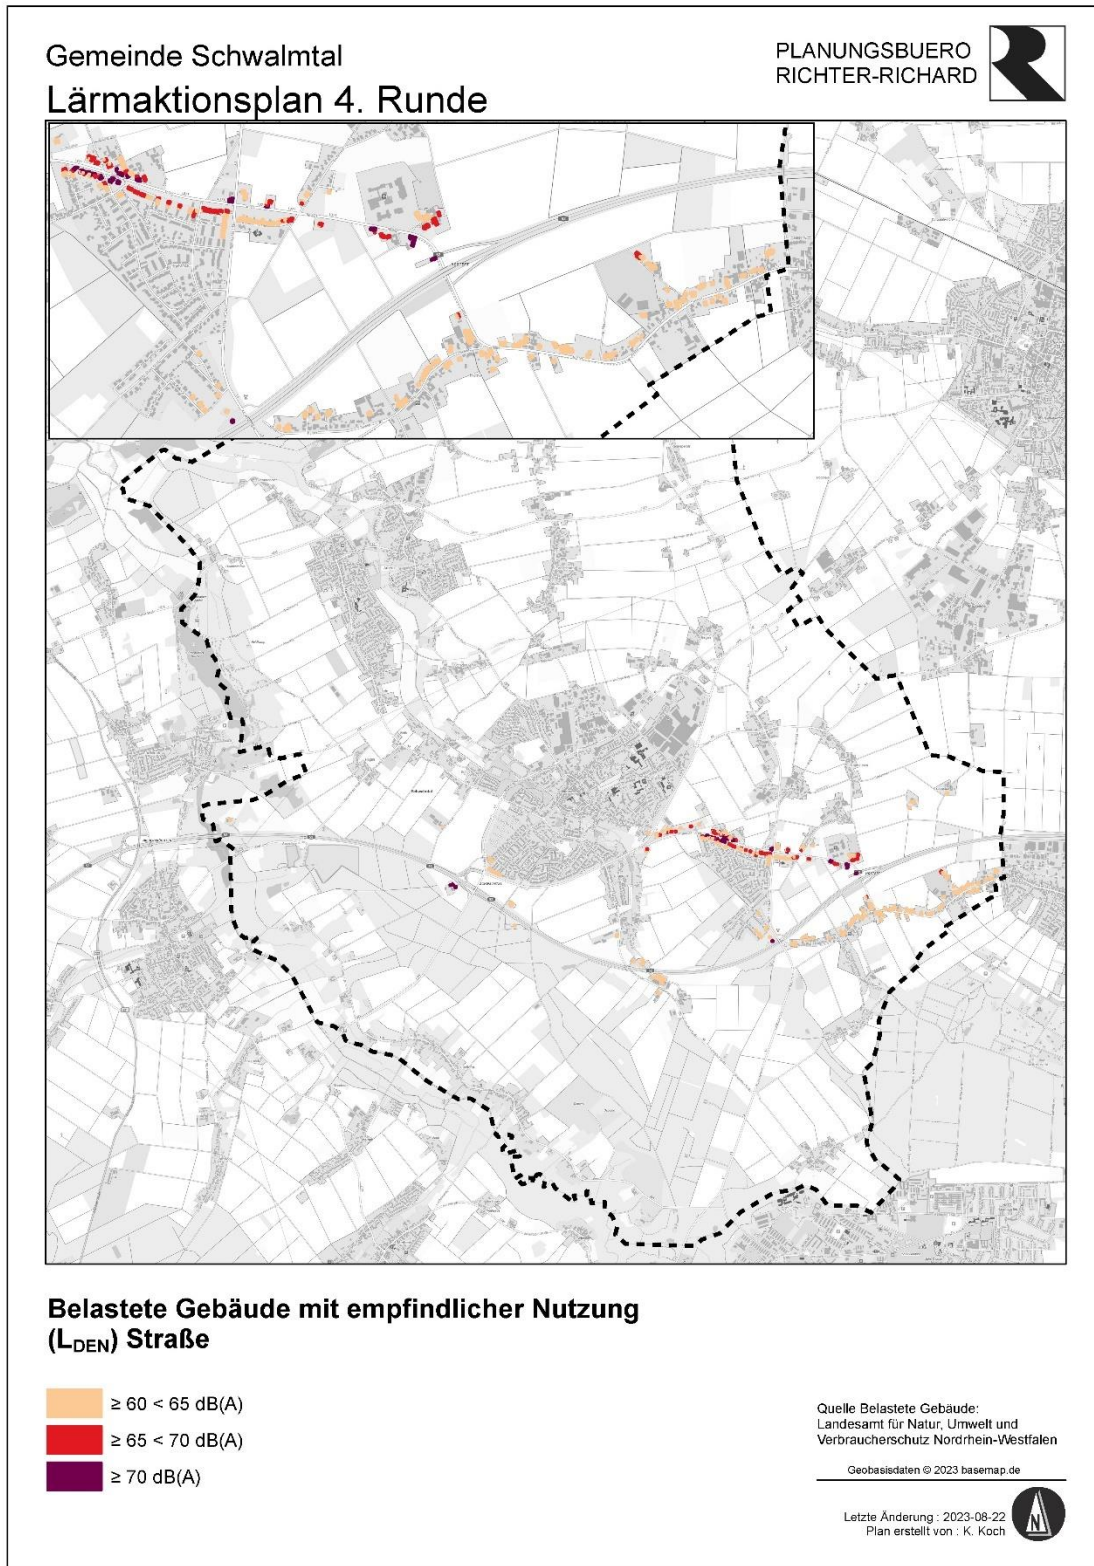 Gemeinde Schwalmtal
Lärmaktionsplan 4. Runde
PLANUNGSBUERO
RICHTER-RICHARD
Belastete Gebäude mit empfindlicher Nutzung
(LDEN) Straße
≥ 60 < 65 dB(A)
≥ 65 < 70 dB(A)
≥ 70 dB(A)
Quelle Belastete Gebäude:
Landesamt für Natur, Umwelt und
Verbraucherschutz Nordrhein-Westfalen
Geobasisdaten © 2023 basemap.de
Letzte Änderung : 2023-08-22
Plan erstellt von : K. Koch
N